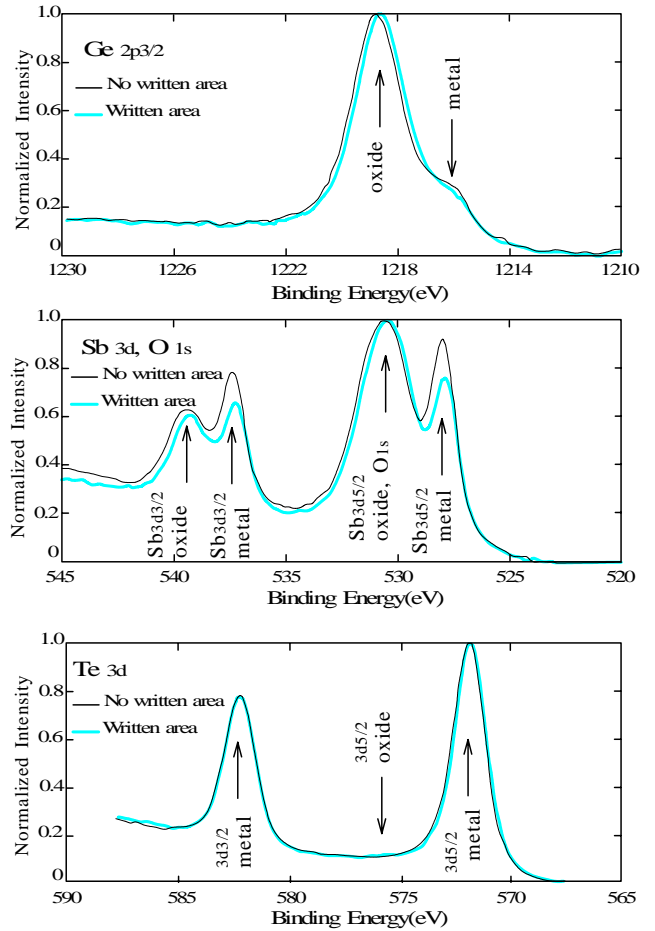 Ge 2p3/2
No written area
Written area
oxide
metal
Normalized Intensity
1.0
0.8
0.6
0.4
0.2
0
1230
1226
1222
1218
1214
1210
Binding Energy(eV)
Sb 3d, O 1s
No written area
Written area
Sb3d3/2
oxide
Sb3d3/2
metal
Sb3d5/2
oxide, O1s
Sb3d5/2
metal
Normalized Intensity
1.0
0.8
0.6
0.4
0.2
0
545
540
535
530
525
520
Binding Energy(eV)
Te 3d
No written area
Written area
3d3/2
metal
3d5/2
oxide
3d5/2
metal
Normalized Intensity
1.0
0.8
0.6
0.4
0.2
0
590
585
580
575
570
565
Binding Energy(eV)